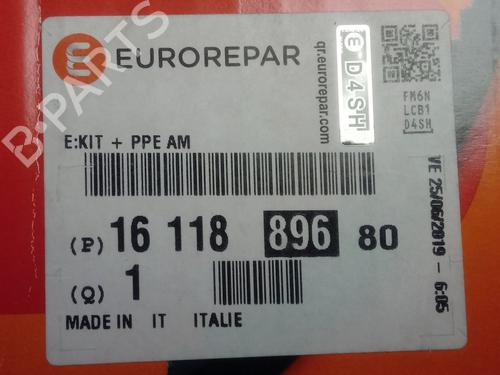 EUROREPAR
qr.eurorepar.com
D4SH
FM6N
LCB1
D4SH
E:KIT + PPE AM
(P) 16 118 896 80
(Q) 1
VE 25/06/2019 - 6:05
MADE IN IT ITALIE
B-PARTS